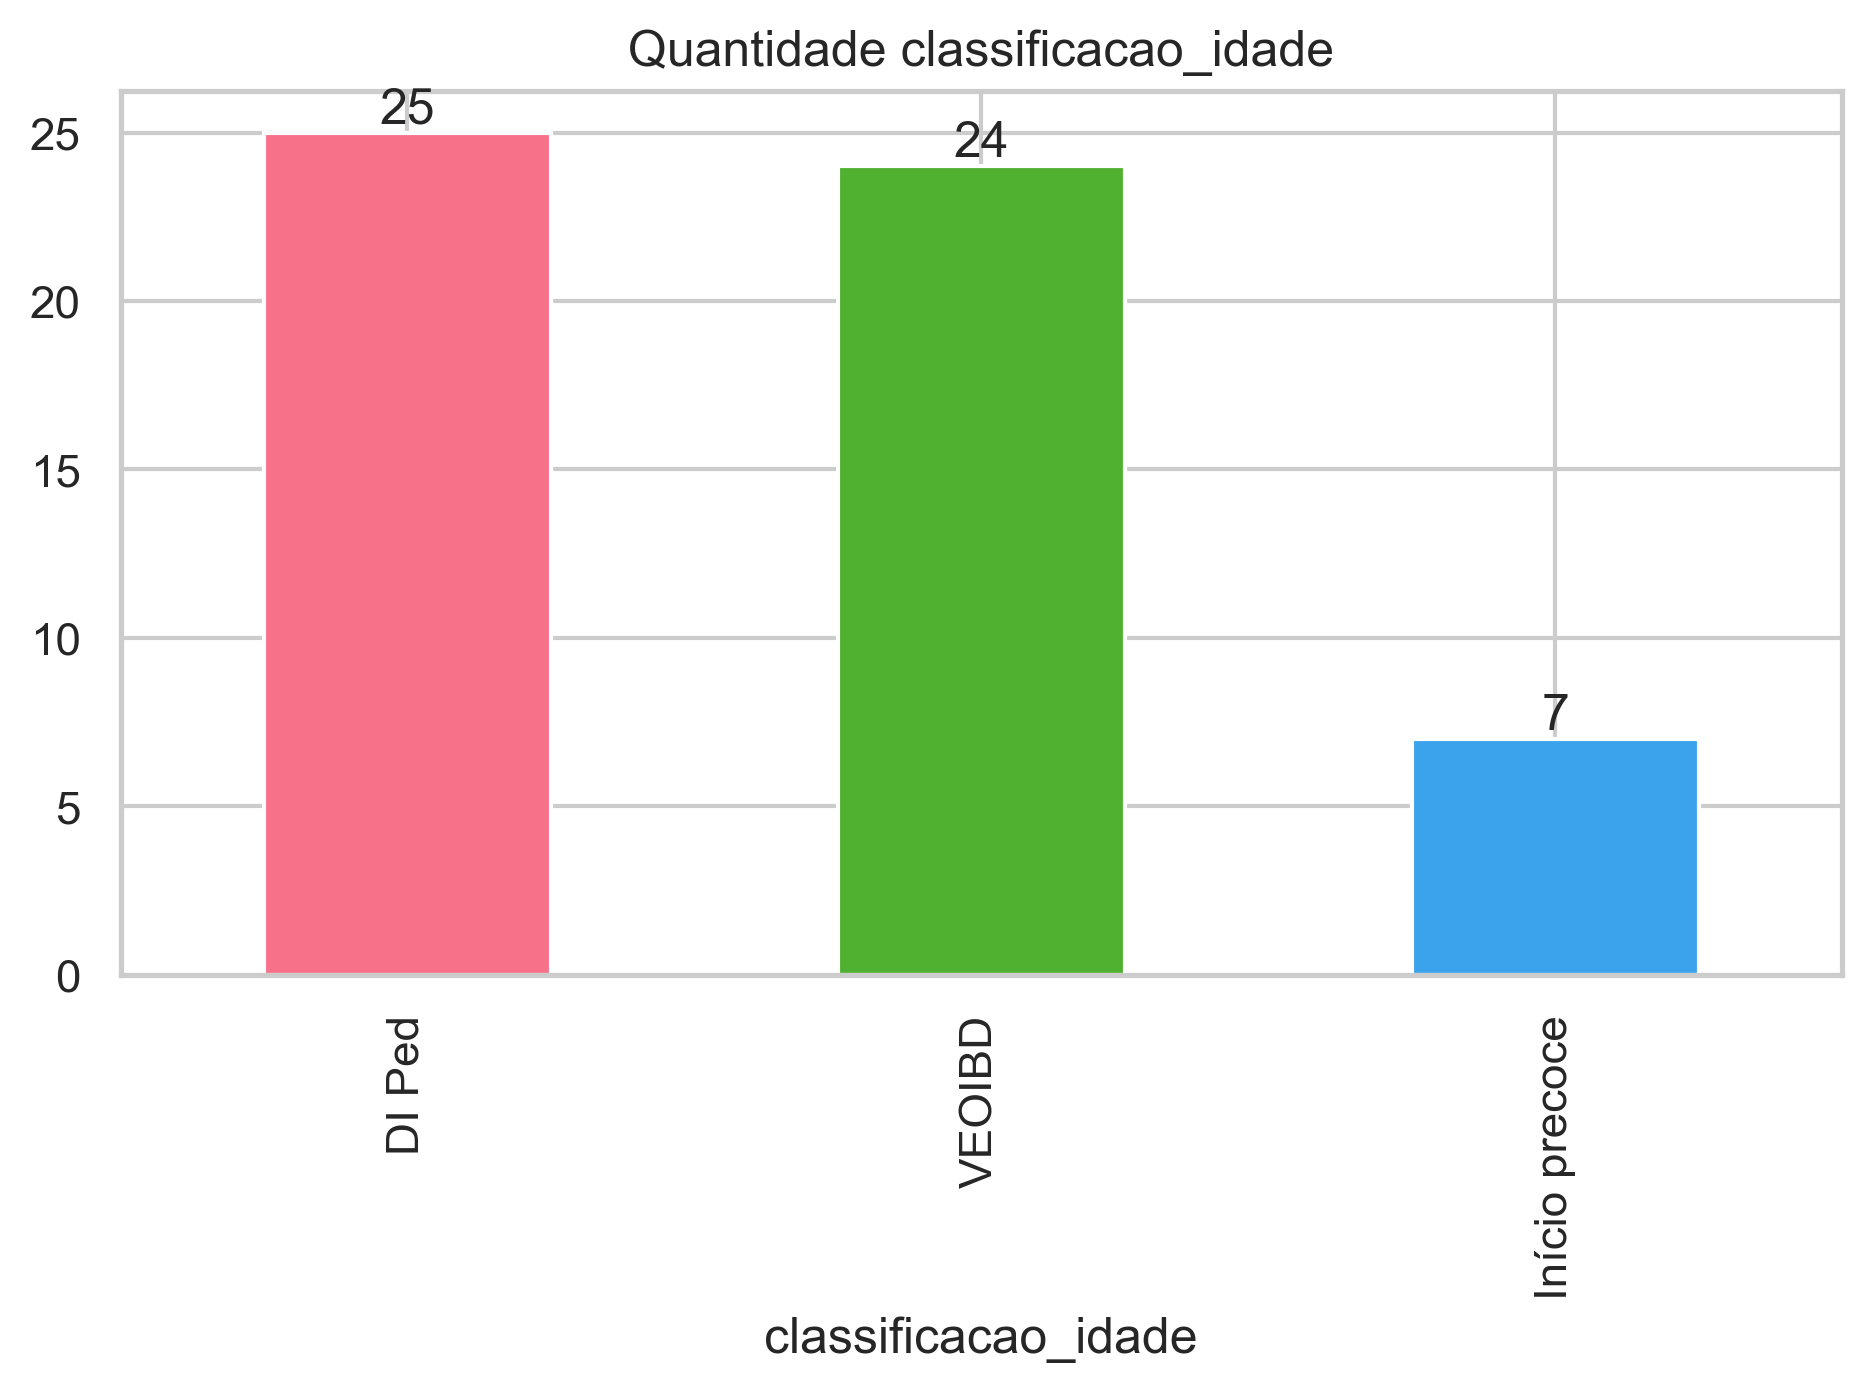 Quantidade classificacao_idade
25
24
7
25
20
15
10
5
0
DI Ped
VEOIBD
Início precoce
classificacao_idade